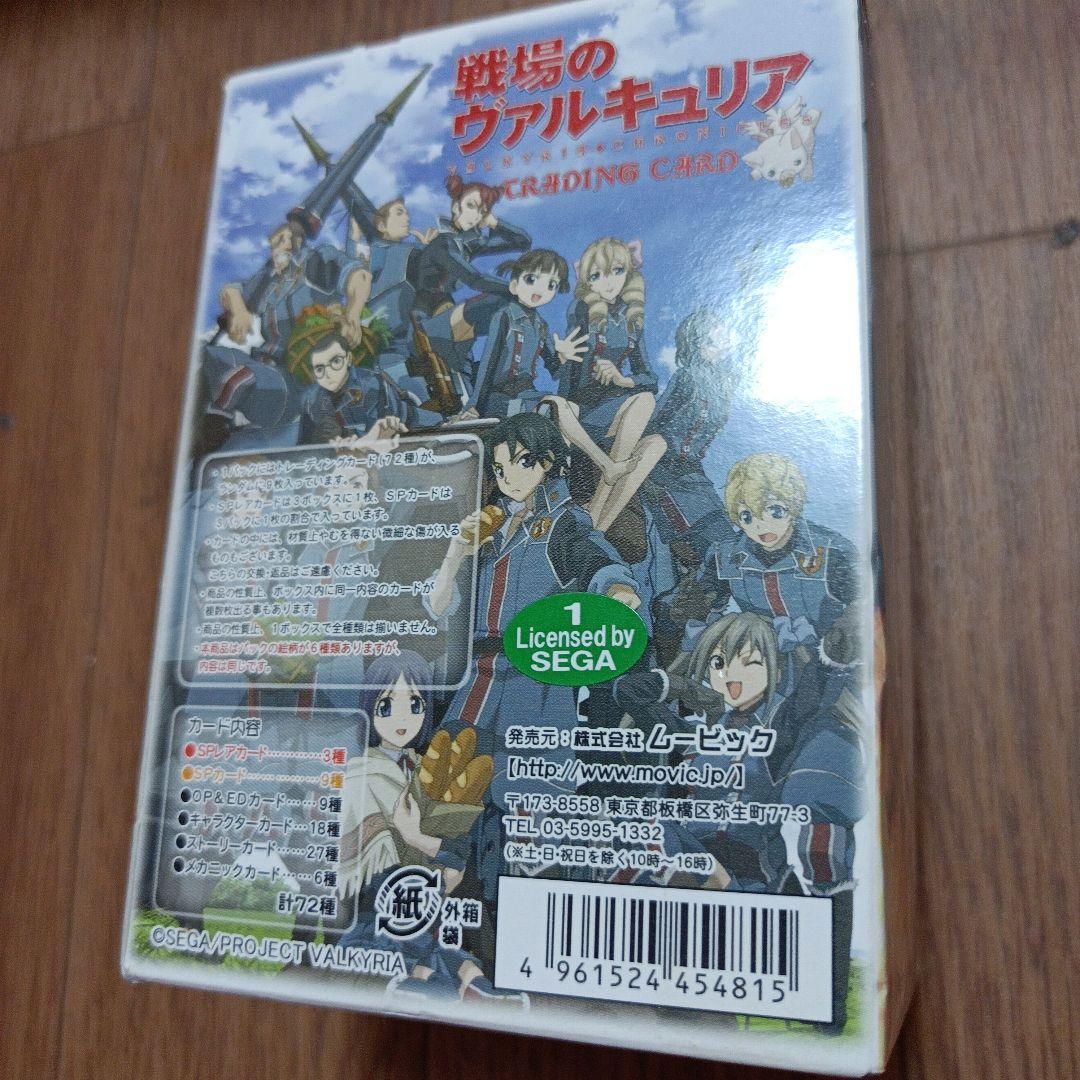 戦場の
ヴァルキュリア
VALKYRIA CHRONICLES
TRADING CARD
・1パックにはトレーディングカード(72種)が、
ランダムに9枚入っています。
・SPレアカードは3ボックスに1枚、SPカードは
3パックに1枚の割合で入っています。
・カードの中には、材質上やむを得ない微細な傷が入る
ものもございます。
こちらの交換・返品はご遠慮ください。
・商品の性質上、ボックス内に同一内容のカードが
複数枚出る事もあります。
・商品の性質上、1ボックスで全種類は揃いません。
・本商品はパックの絵柄が6種類ありますが、
内容は同じです。
1
Licensed by
SEGA
カード内容
●SPレアカード…………3種
●SPカード……………9種
●OP&EDカード……9種
●キャラクターカード…18種
●ストーリーカード……27種
●メカニックカード……6種
計72種
発売元:株式会社 ムービック
【http://www.movic.jp/】
〒173-8558 東京都板橋区弥生町77-3
TEL 03-5995-1332
(※土・日・祝日を除く10時〜16時)
紙
外箱
袋
©SEGA/PROJECT VALKYRIA
4 961524 454815